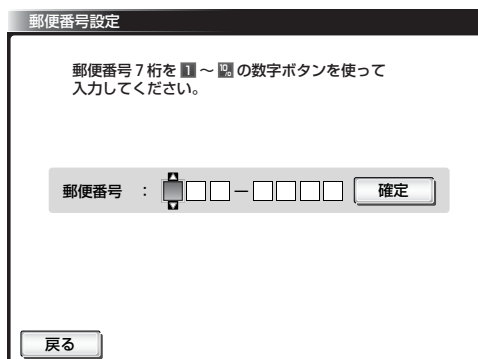 郵便番号設定
郵便番号7桁を 1 ～ 10/0 の数字ボタンを使って
入力してください。
郵便番号 : ー 確定
戻る